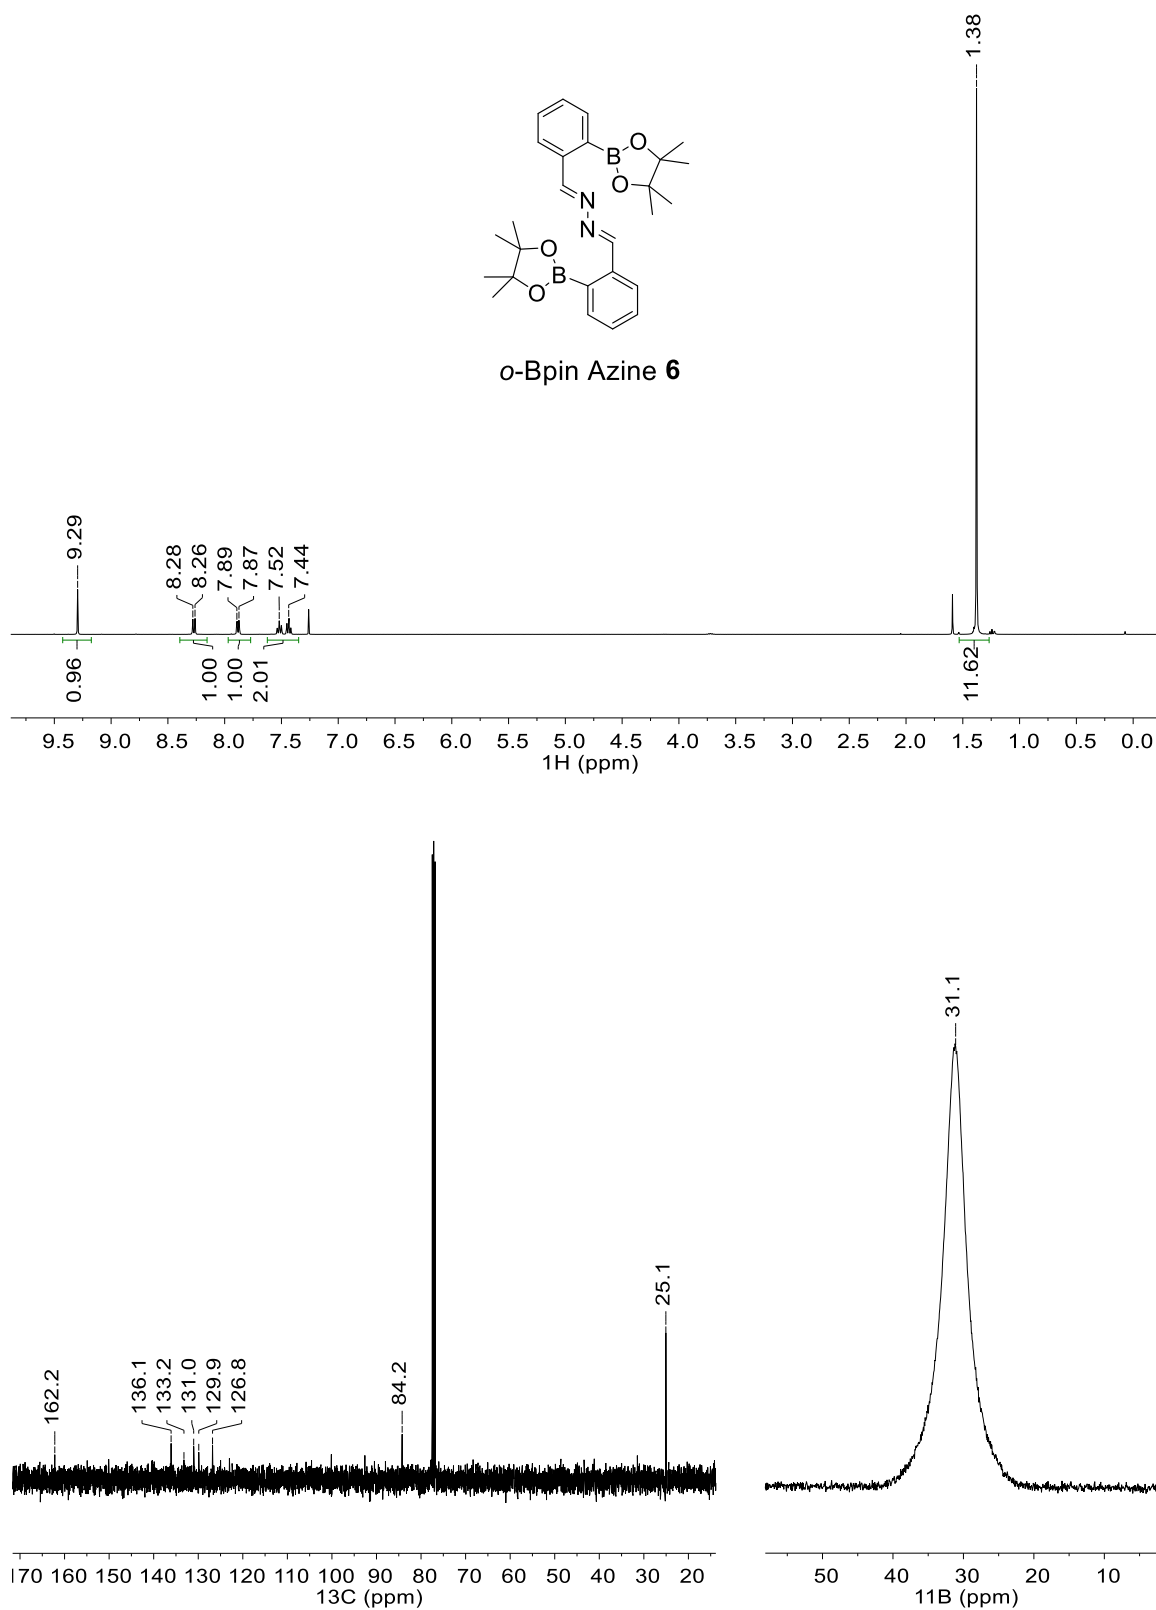 1.38
B
O
O
N
N
O
B
O
o-Bpin Azine 6
9.29
8.28
8.26
7.89
7.87
7.52
7.44
0.96
1.00
1.00
2.01
11.62
9.5 9.0 8.5 8.0 7.5 7.0 6.5 6.0 5.5 5.0 4.5 4.0 3.5 3.0 2.5 2.0 1.5 1.0 0.5 0.0
1H (ppm)
162.2
136.1
133.2
131.0
129.9
126.8
84.2
25.1
170 160 150 140 130 120 110 100 90 80 70 60 50 40 30 20
13C (ppm)
31.1
50 40 30 20 10
11B (ppm)